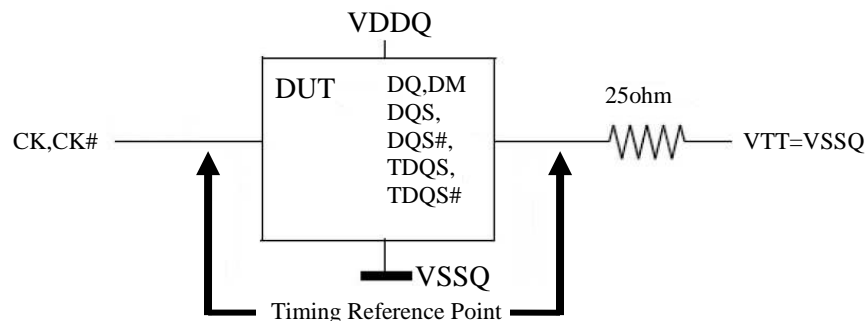 VDDQ
DUT
DQ,DM
DQS,
DQS#,
TDQS,
TDQS#
CK,CK#
25ohm
VTT=VSSQ
VSSQ
Timing Reference Point